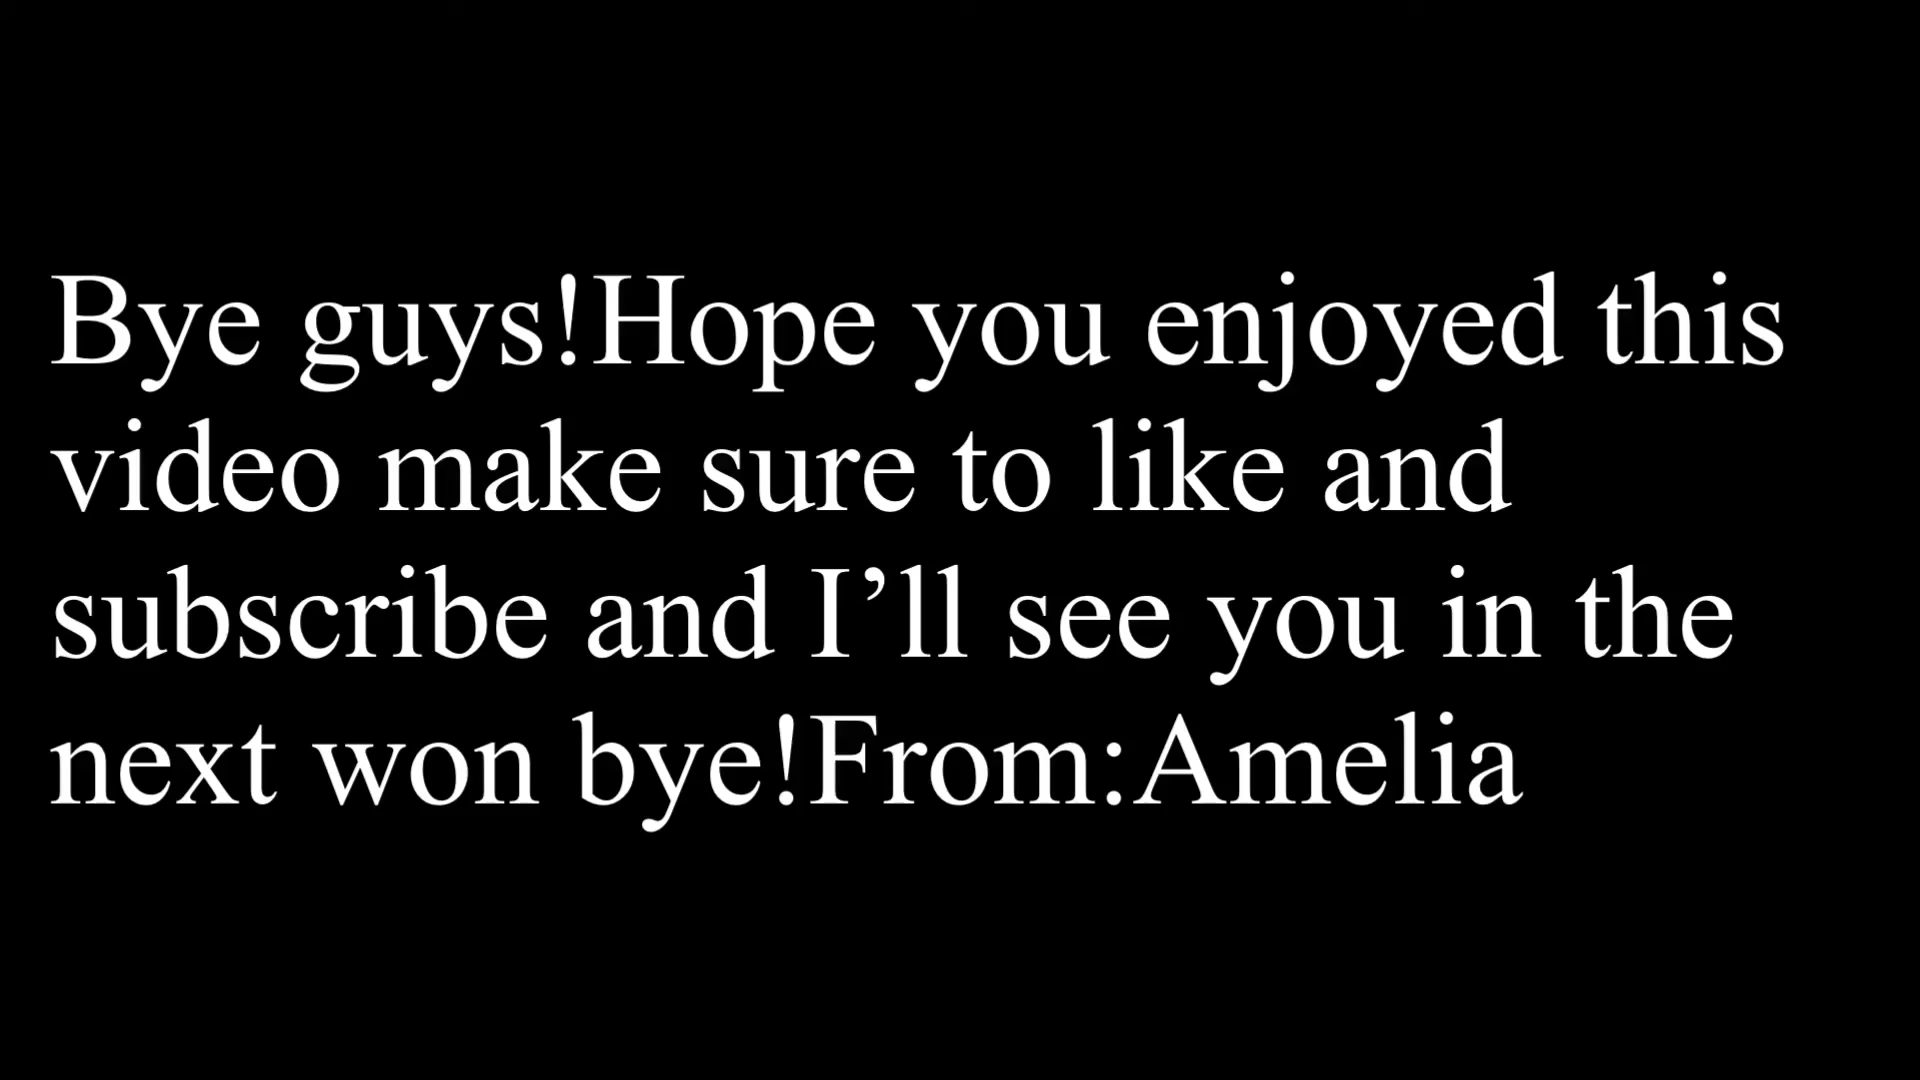 Bye guys!Hope you enjoyed this
video make sure to like and
subscribe and I’ll see you in the
next won bye!From:Amelia